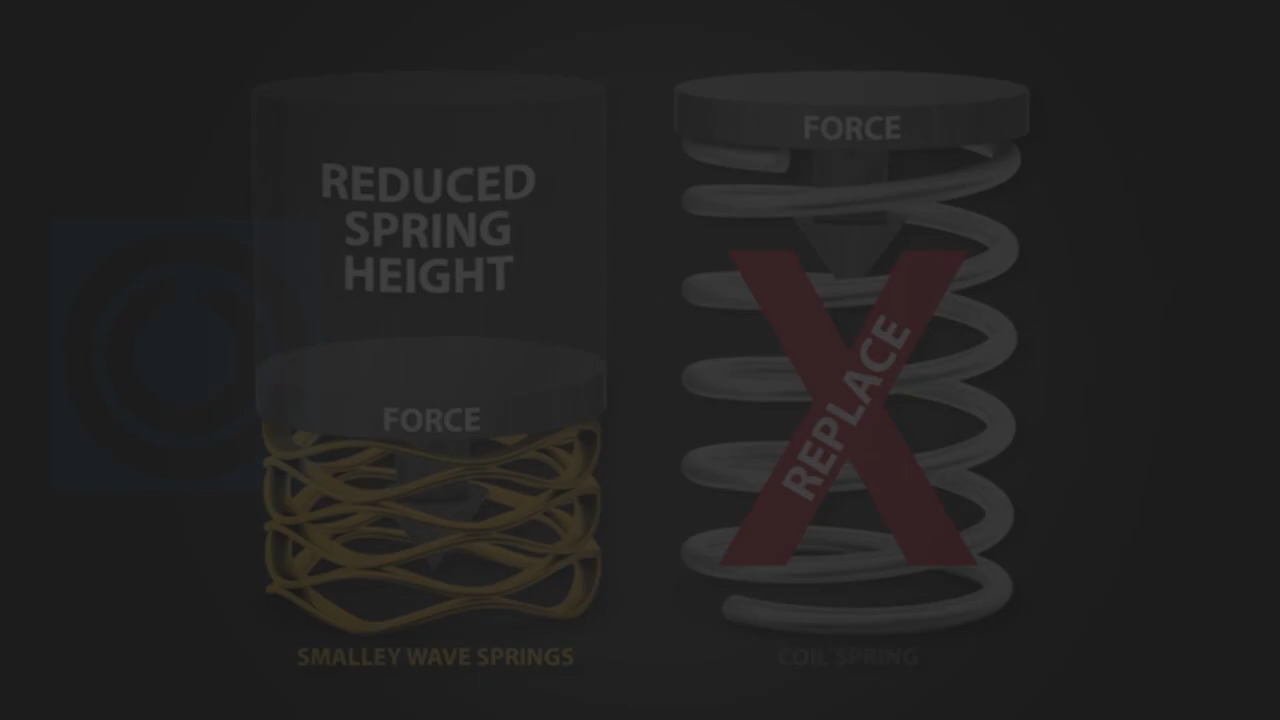 REDUCED
SPRING
HEIGHT
FORCE
SMALLEY WAVE SPRINGS
FORCE
REPLACE
COIL SPRING